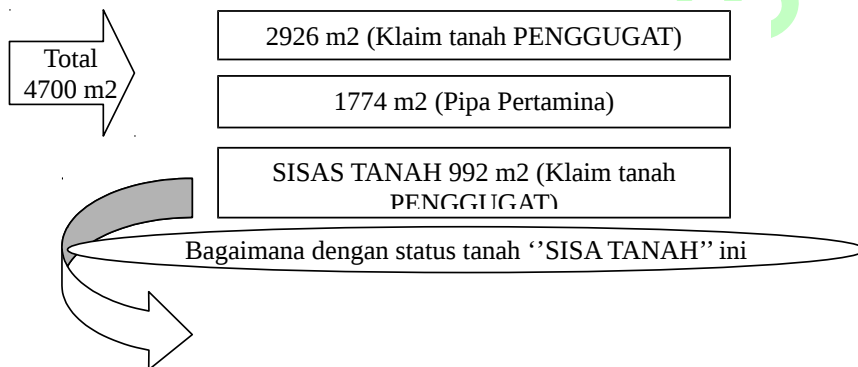 2926 m2 (Klaim tanah PENGGUGAT)
Total
4700 m2
1774 m2 (Pipa Pertamina)
SISAS TANAH 992 m2 (Klaim tanah
PENGGUGAT)
Bagaimana dengan status tanah ‘’SISA TANAH’’ ini